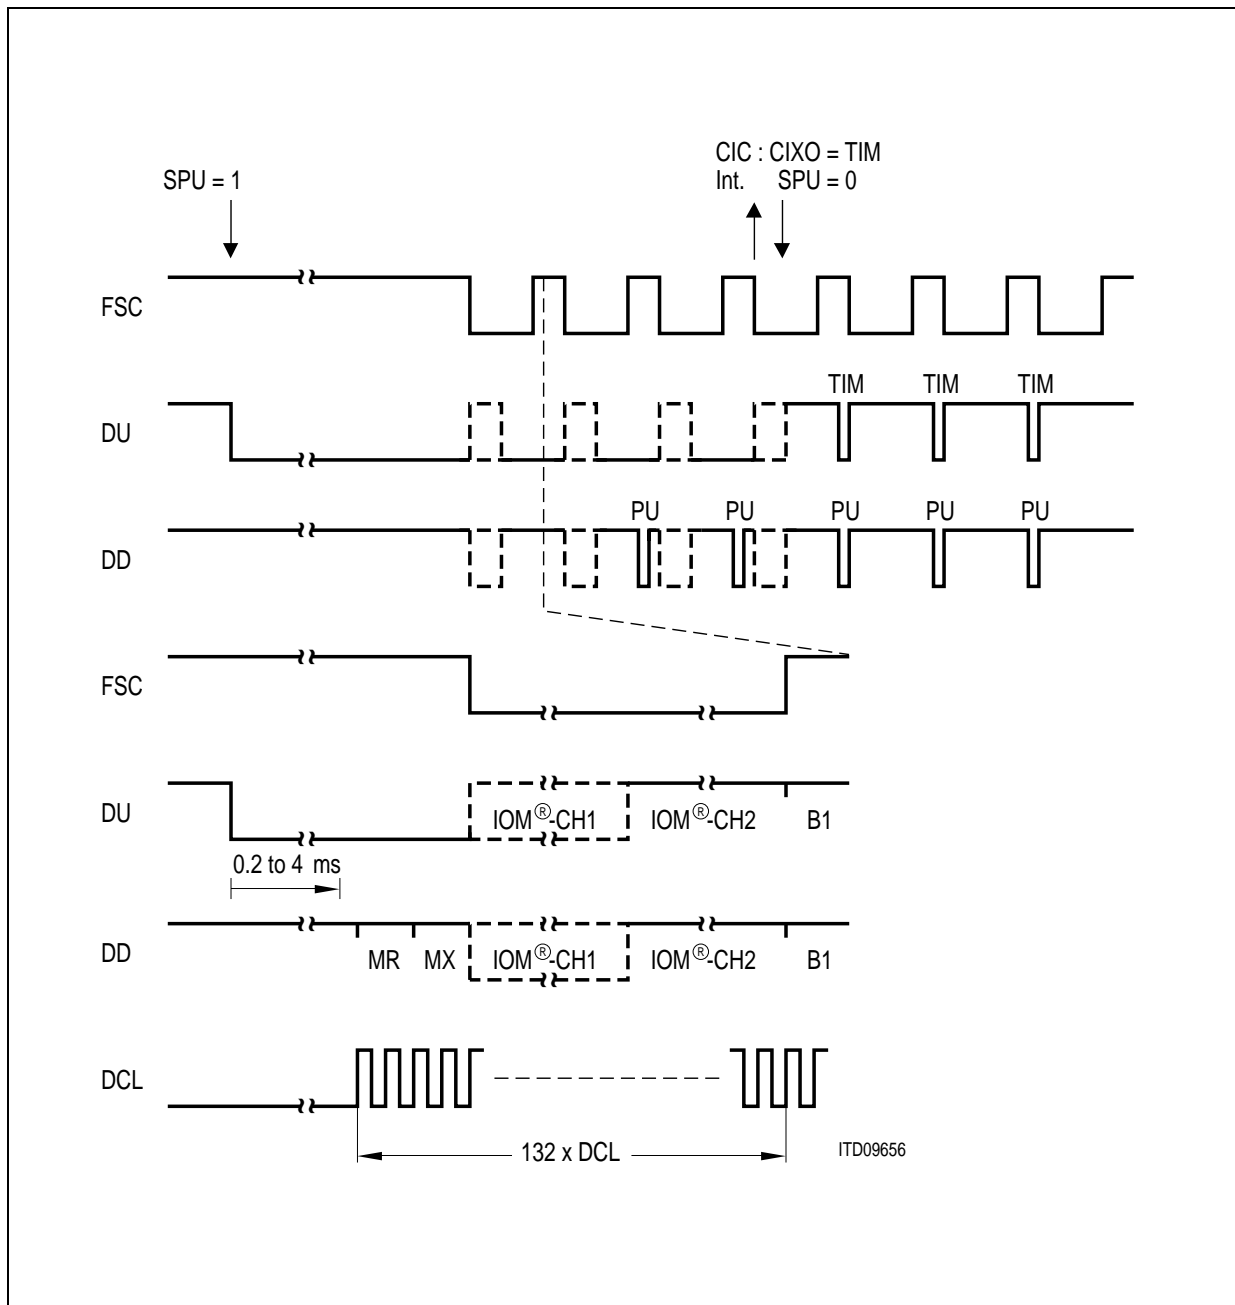 CIC : CIXO = TIM
SPU = 1
Int. SPU = 0
FSC
TIM TIM TIM
DU
PU PU PU PU PU
DD
FSC
DU
IOM®-CH1 IOM®-CH2 B1
0.2 to 4 ms
DD
MR MX IOM®-CH1 IOM®-CH2 B1
DCL
132 x DCL
ITD09656